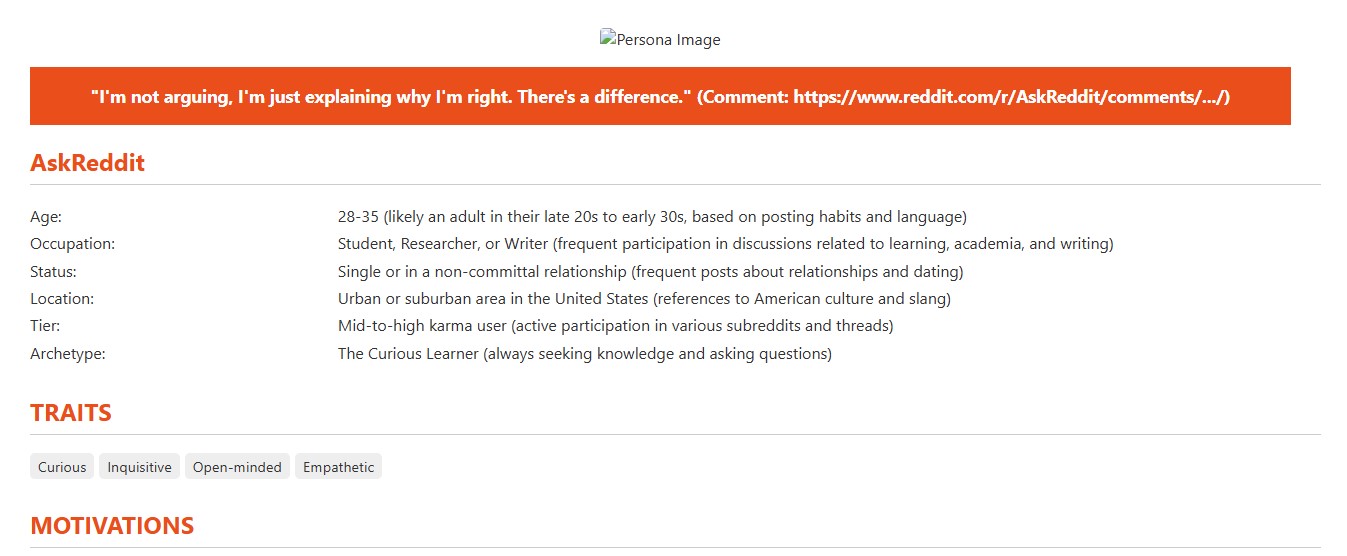 Persona Image
"I'm not arguing, I'm just explaining why I'm right. There's a difference." (Comment: https://www.reddit.com/r/AskReddit/comments/.../)
AskReddit
Age: 28-35 (likely an adult in their late 20s to early 30s, based on posting habits and language)
Occupation: Student, Researcher, or Writer (frequent participation in discussions related to learning, academia, and writing)
Status: Single or in a non-committal relationship (frequent posts about relationships and dating)
Location: Urban or suburban area in the United States (references to American culture and slang)
Tier: Mid-to-high karma user (active participation in various subreddits and threads)
Archetype: The Curious Learner (always seeking knowledge and asking questions)
TRAITS
Curious Inquisitive Open-minded Empathetic
MOTIVATIONS